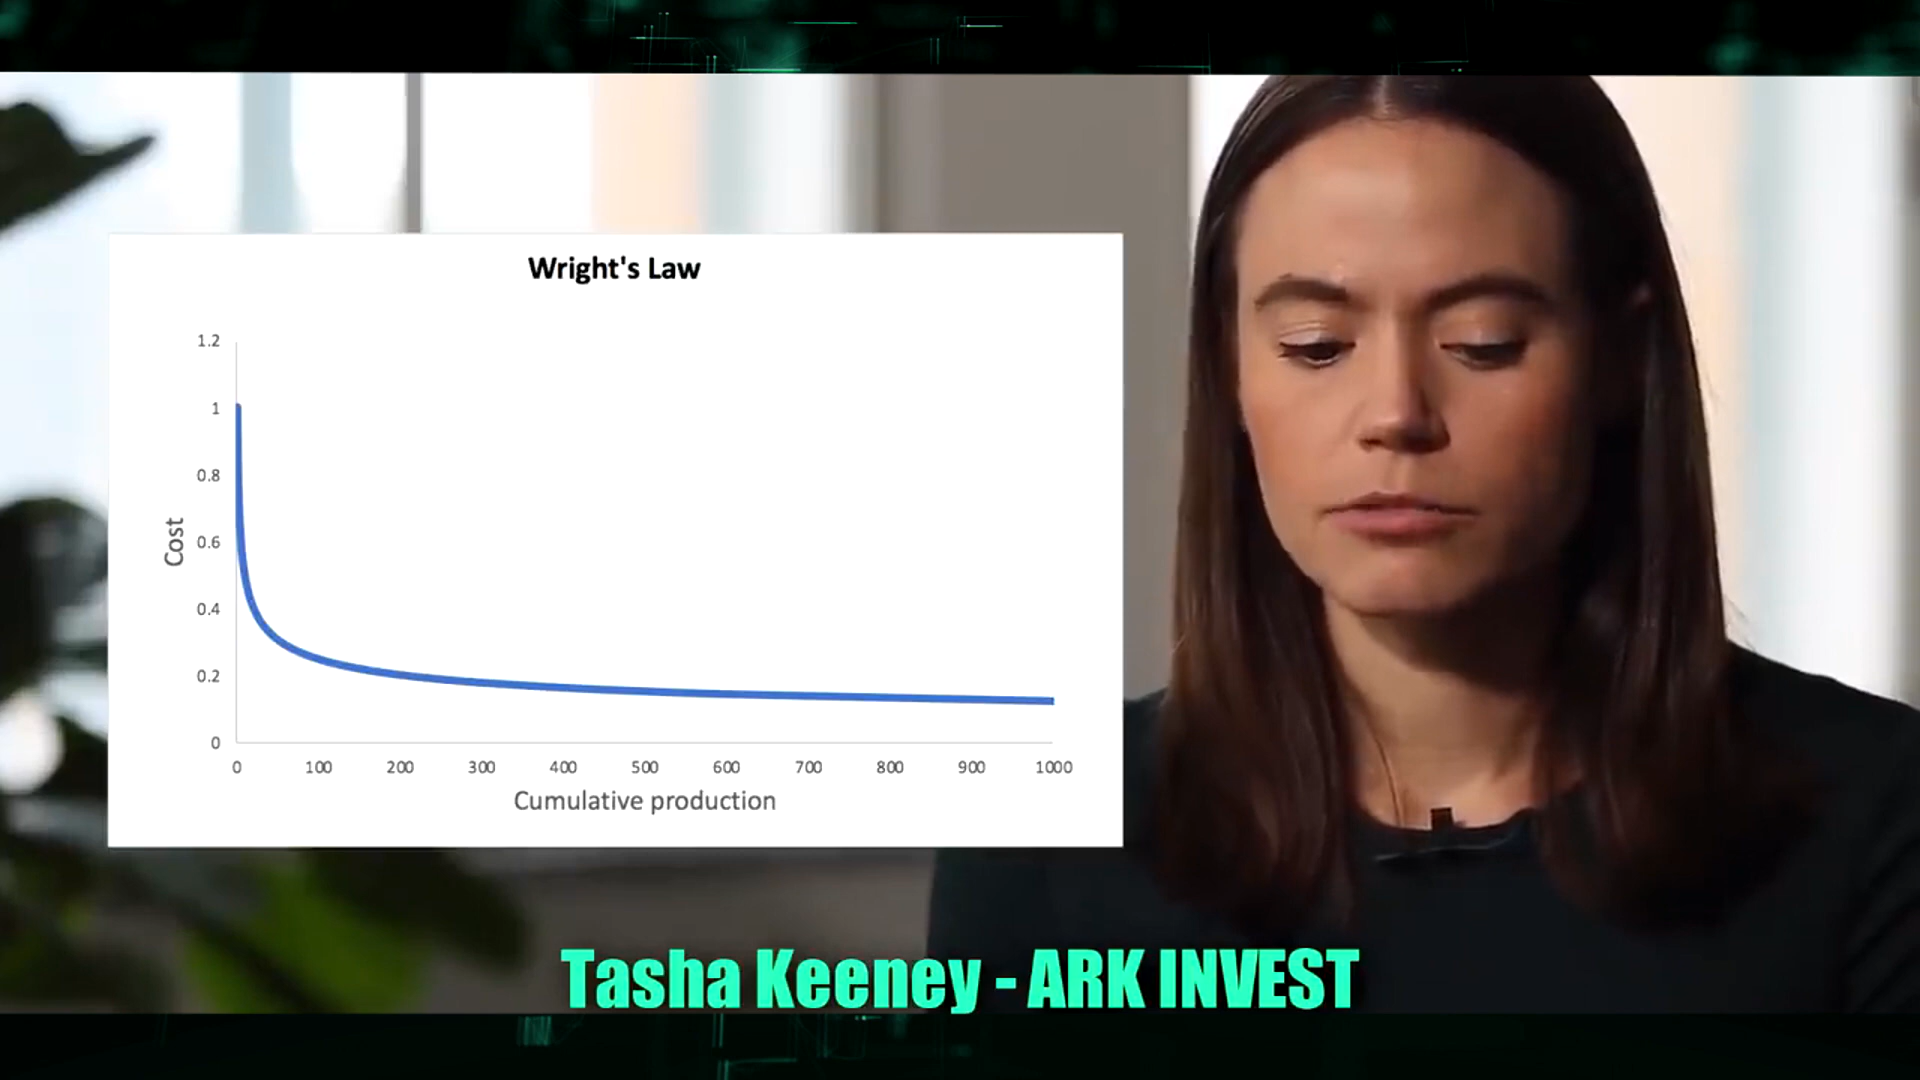 Wright's Law
1.2
1
0.8
0.6
0.4
0.2
0
Cost
0 100 200 300 400 500 600 700 800 900 1000
Cumulative production
Tasha Keeney - ARK INVEST